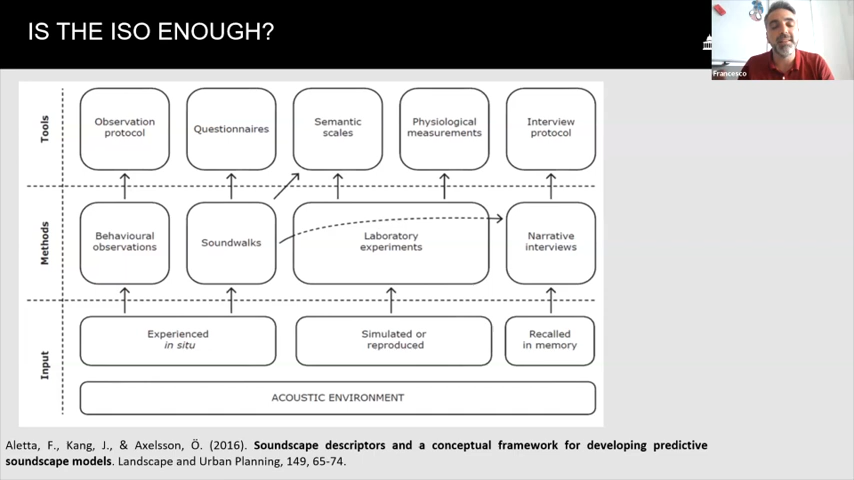 IS THE ISO ENOUGH?
Francesco
Tools
Observation
protocol
Questionnaires
Semantic
scales
Physiological
measurements
Interview
protocol
Methods
Behavioural
observations
Soundwalks
Laboratory
experiments
Narrative
interviews
Input
Experienced
in situ
Simulated or
reproduced
Recalled
in memory
ACOUSTIC ENVIRONMENT
Aletta, F., Kang, J., & Axelsson, Ö. (2016). Soundscape descriptors and a conceptual framework for developing predictive
soundscape models. Landscape and Urban Planning, 149, 65-74.